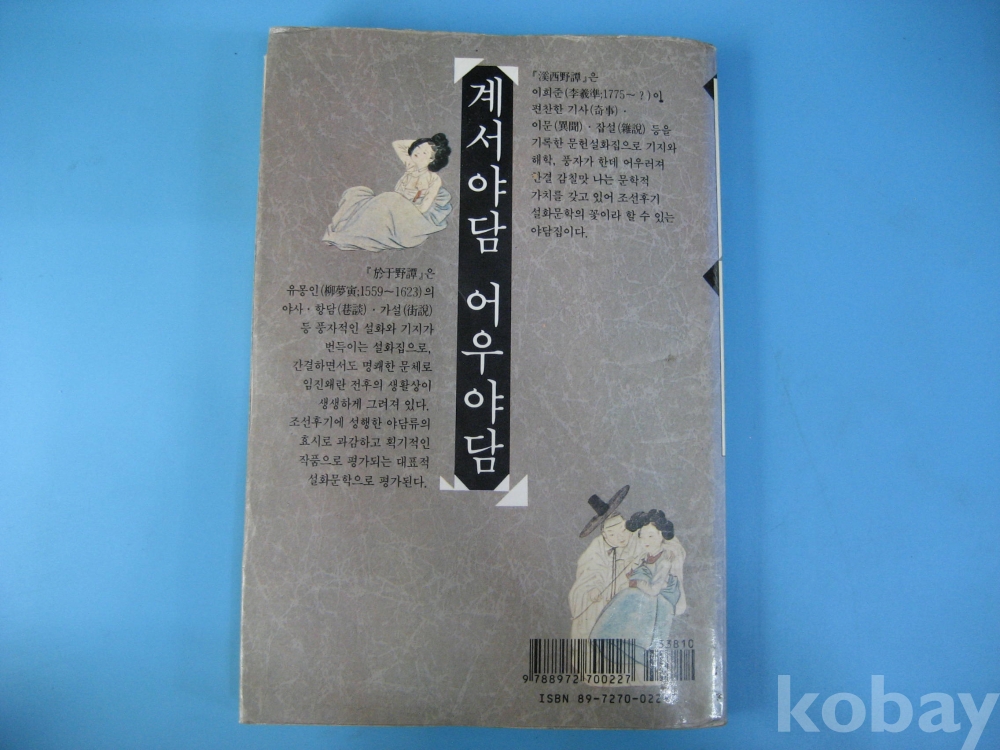 계서야담 어우야담
『溪西野譚』은
이희준(李羲準;1775～?)이
편찬한 기사(奇事)·
이문(異聞)·잡설(雜說) 등을
기록한 문헌설화집으로 기지와
해학, 풍자가 한데 어우러져
간결 감칠맛 나는 문학적
가치를 갖고 있어 조선후기
설화문학의 꽃이라 할 수 있는
야담집이다.
『於于野譚』은
유몽인(柳夢寅;1559～1623)의
야사·항담(巷談)·가설(街說)
등 풍자적인 설화와 기지가
번득이는 설화집으로,
간결하면서도 명쾌한 문체로
임진왜란 전후의 생활상이
생생하게 그려져 있다.
조선후기에 성행한 야담류의
효시로 과감하고 획기적인
작품으로 평가되는 대표적
설화문학으로 평가된다.
53810
9 788972 700227
ISBN 89-7270-022
kobay